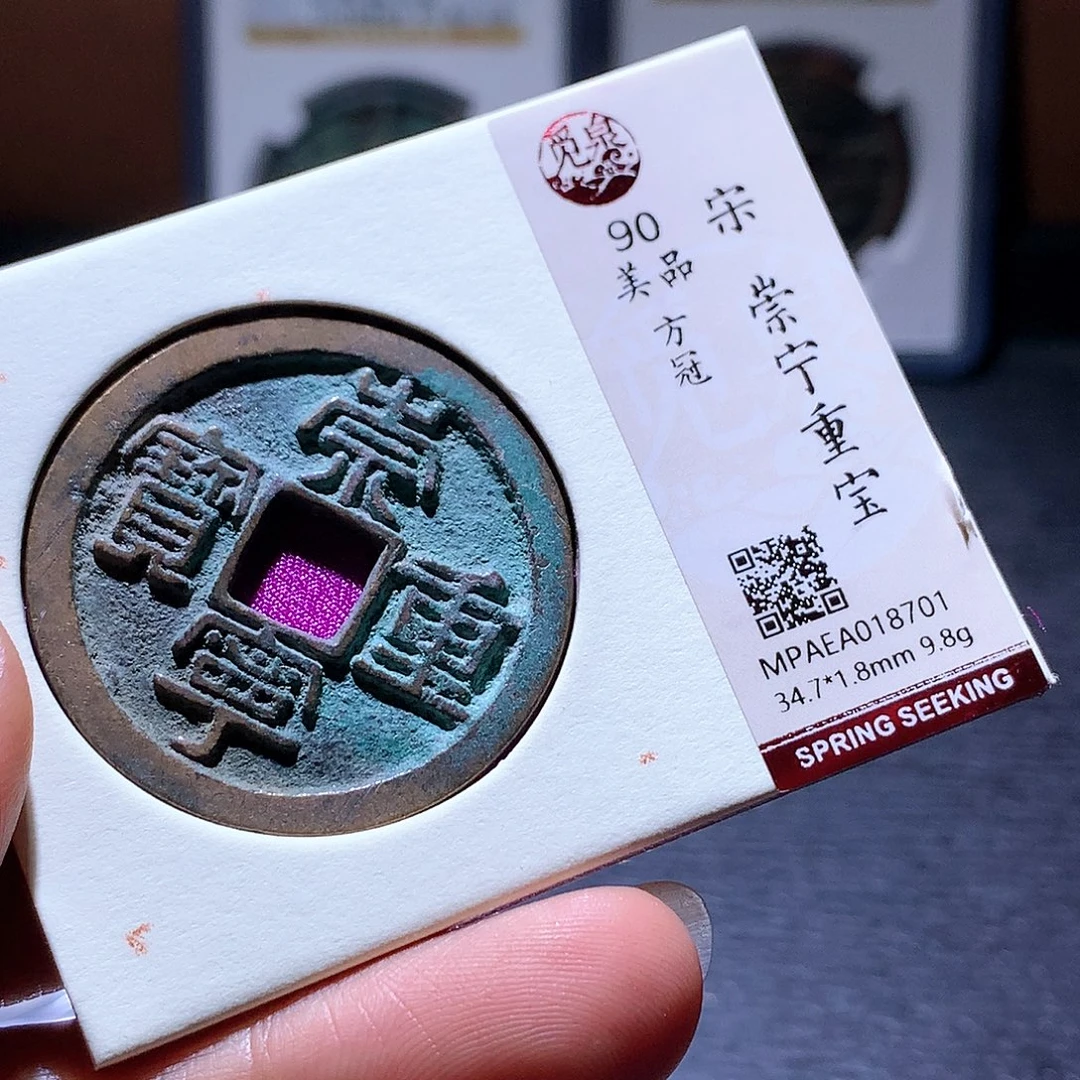 崇寧重寶
觅泉
90
美品
方冠
宋 崇宁重宝
MPAEA018701
34.7*1.8mm 9.8g
SPRING SEEKING